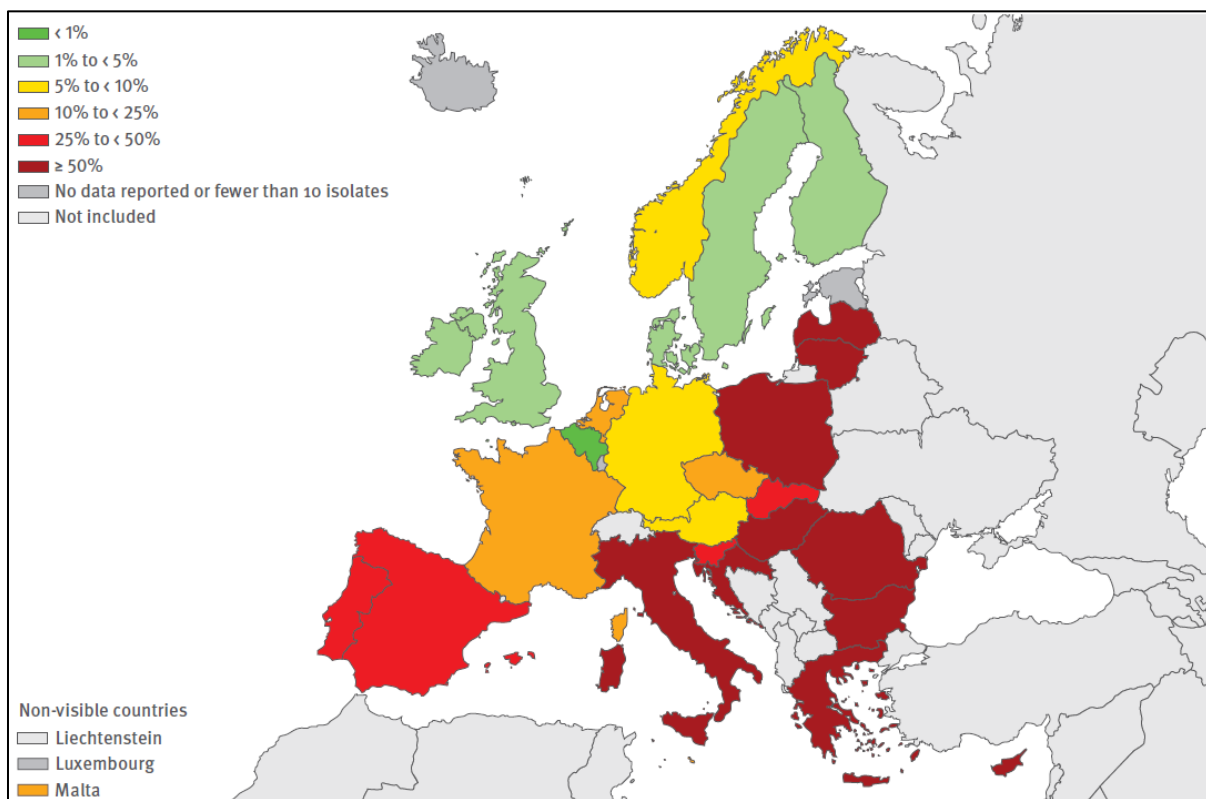 < 1%
1% to < 5%
5% to < 10%
10% to < 25%
25% to < 50%
≥ 50%
No data reported or fewer than 10 isolates
Not included
Non-visible countries
Liechtenstein
Luxembourg
Malta